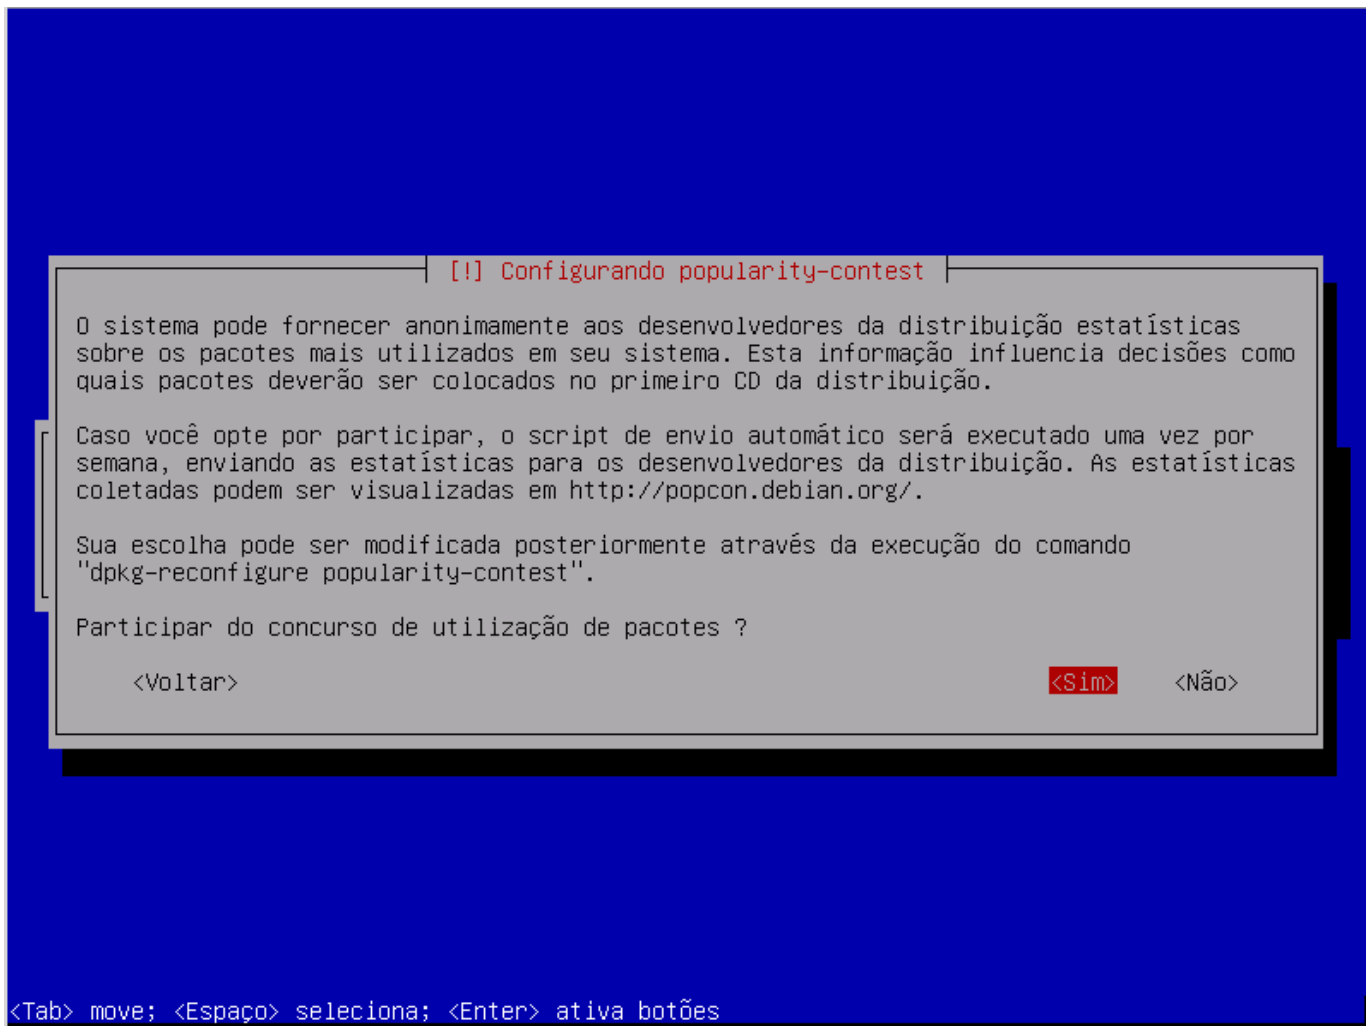 [!] Configurando popularity-contest
O sistema pode fornecer anonimamente aos desenvolvedores da distribuição estatísticas
sobre os pacotes mais utilizados em seu sistema. Esta informação influencia decisões como
quais pacotes deverão ser colocados no primeiro CD da distribuição.
Caso você opte por participar, o script de envio automático será executado uma vez por
semana, enviando as estatísticas para os desenvolvedores da distribuição. As estatísticas
coletadas podem ser visualizadas em http://popcon.debian.org/.
Sua escolha pode ser modificada posteriormente através da execução do comando
"dpkg-reconfigure popularity-contest".
Participar do concurso de utilização de pacotes ?
<Voltar> <Sim> <Não>
<Tab> move; <Espaço> seleciona; <Enter> ativa botões